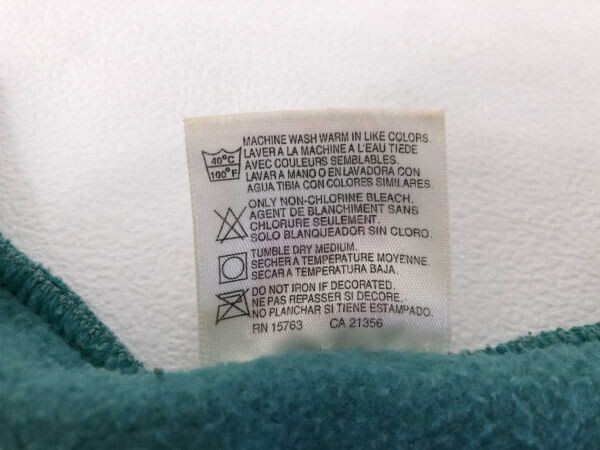 MACHINE WASH WARM IN LIKE COLORS.
LAVER A LA MACHINE A L'EAU TIEDE
AVEC COULEURS SEMBLABLES.
LAVAR A MANO O EN LAVADORA CON
AGUA TIBIA CON COLORES SIMILARES.
40°C
100°F
ONLY NON-CHLORINE BLEACH.
AGENT DE BLANCHIMENT SANS
CHLORURE SEULEMENT.
SOLO BLANQUEADOR SIN CLORO.
TUMBLE DRY MEDIUM.
SECHER A TEMPERATURE MOYENNE.
SECAR A TEMPERATURA BAJA.
DO NOT IRON IF DECORATED.
NE PAS REPASSER SI DECORE.
NO PLANCHAR SI TIENE ESTAMPADO.
RN 15763 CA 21356